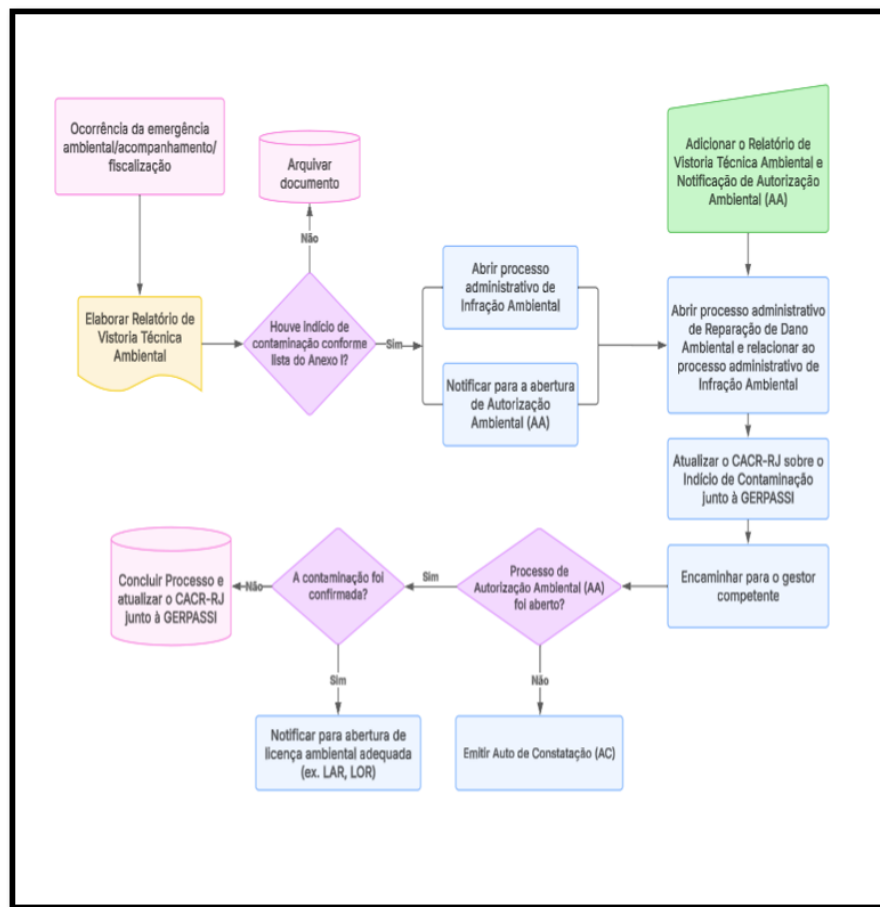 Ocorrência da emergência
ambiental/acompanhamento/
fiscalização
Elaborar Relatório de
Vistoria Técnica
Ambiental
Arquivar
documento
Não
Houve indício de
contaminação conforme
lista do Anexo I?
Sim
Abrir processo
administrativo de
Infração Ambiental
Notificar para a abertura
de Autorização
Ambiental (AA)
Adicionar o Relatório de
Vistoria Técnica Ambiental e
Notificação de Autorização
Ambiental (AA)
Abrir processo administrativo
de Reparação de Dano
Ambiental e relacionar ao
processo administrativo de
Infração Ambiental
Atualizar o CACR-RJ sobre o
Indício de Contaminação
junto à GERPASSI
Encaminhar para o gestor
competente
Processo de
Autorização Ambiental (AA)
foi aberto?
Não
Emitir Auto de Constatação (AC)
Sim
A contaminação foi
confirmada?
Sim
Notificar para abertura de
licença ambiental adequada
(ex. LAR, LOR)
Não
Concluir Processo e
atualizar o CACR-RJ
junto à GERPASSI